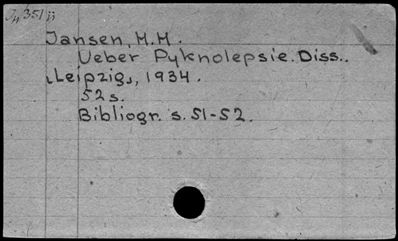 Jansen, M.M.
Ueber Pyknolepsie. Diss..
Leipzig, 1934.
52 s.
Bibliogr. s. 51-52.